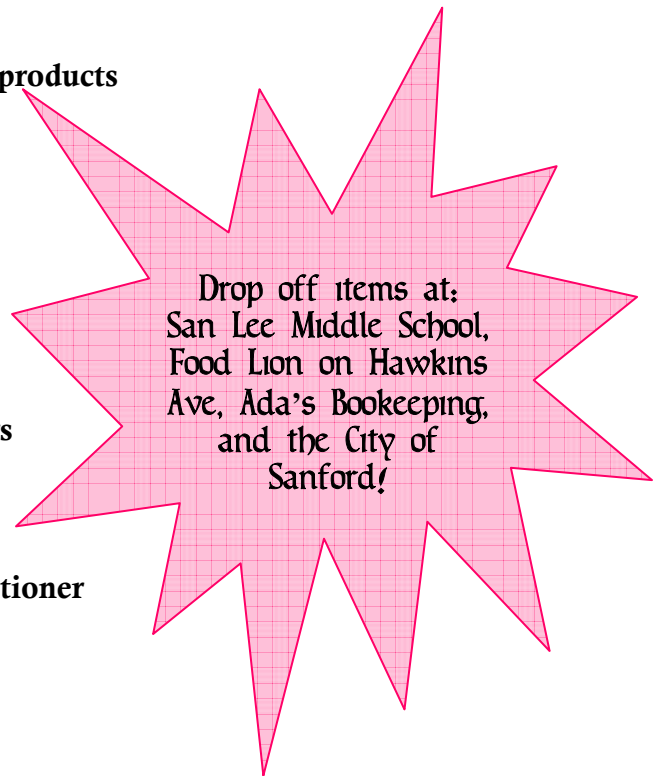 products
Drop off items at:
San Lee Middle School,
Food Lion on Hawkins
Ave, Ada's Bookeeping,
and the City of
Sanford!
tioner